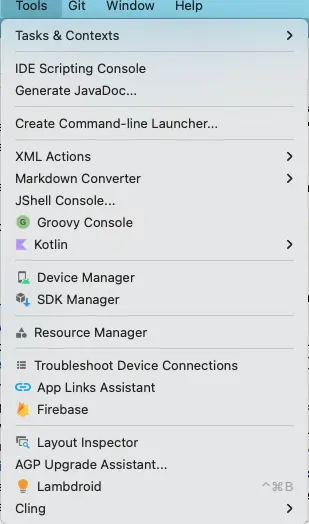 Tools Git Window Help
Tasks & Contexts
IDE Scripting Console
Generate JavaDoc...
Create Command-line Launcher...
XML Actions
Markdown Converter
JShell Console...
G Groovy Console
Kotlin
Device Manager
SDK Manager
Resource Manager
Troubleshoot Device Connections
App Links Assistant
Firebase
Layout Inspector
AGP Upgrade Assistant...
Lambdroid ^⌘B
Cling